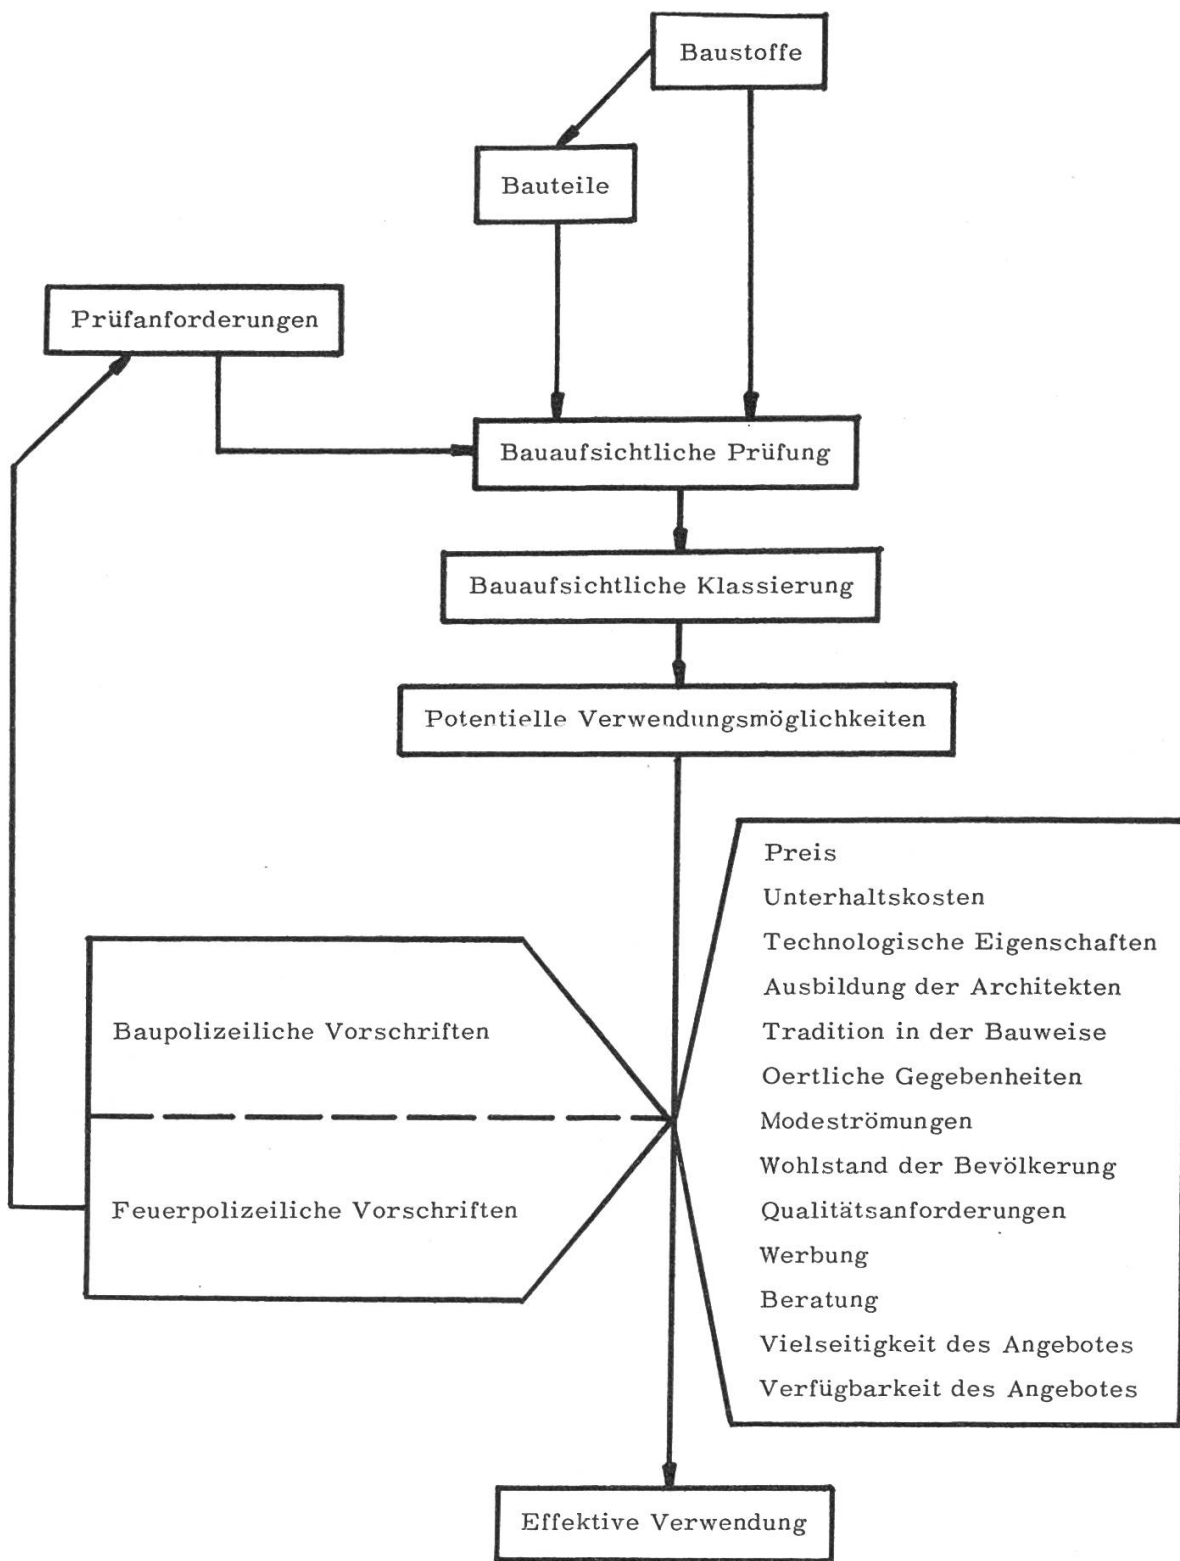 Baustoffe
Bauteile
Prüfanforderungen
Bauaufsichtliche Prüfung
Bauaufsichtliche Klassierung
Potentielle Verwendungsmöglichkeiten
Baupolizeiliche Vorschriften
Feuerpolizeiliche Vorschriften
Preis
Unterhaltskosten
Technologische Eigenschaften
Ausbildung der Architekten
Tradition in der Bauweise
Oertliche Gegebenheiten
Modeströmungen
Wohlstand der Bevölkerung
Qualitätsanforderungen
Werbung
Beratung
Vielseitigkeit des Angebotes
Verfügbarkeit des Angebotes
Effektive Verwendung